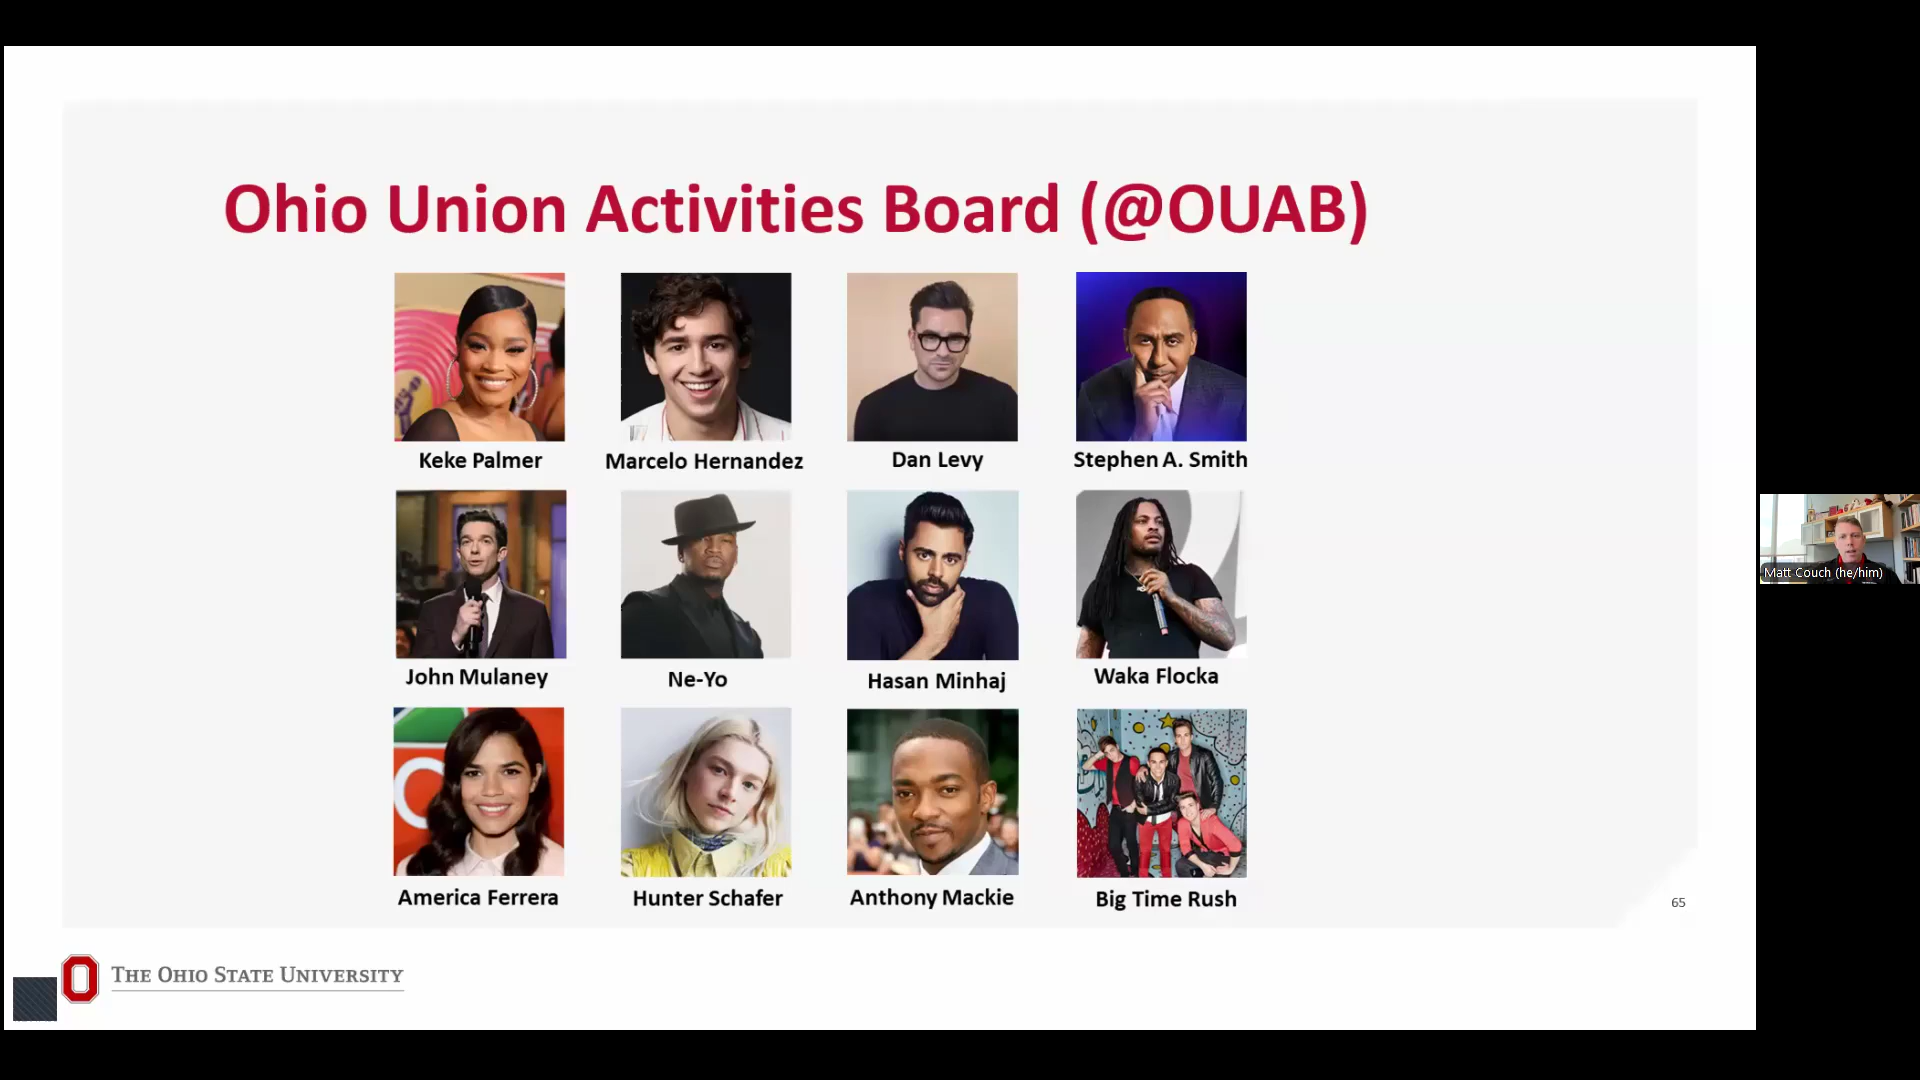 Ohio Union Activities Board (@OUAB)
Keke Palmer
Marcelo Hernandez
Dan Levy
Stephen A. Smith
John Mulaney
Ne-Yo
Hasan Minhaj
Waka Flocka
America Ferrera
Hunter Schafer
Anthony Mackie
Big Time Rush
65
THE OHIO STATE UNIVERSITY
Matt Couch (he/him)